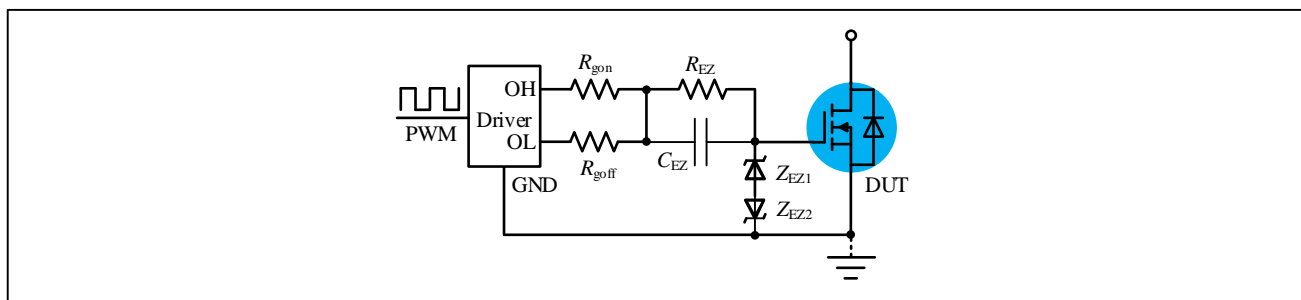 R_gon
R_EZ
OH
Driver
PWM
OL
C_EZ
R_goff
GND
Z_EZ1
Z_EZ2
DUT